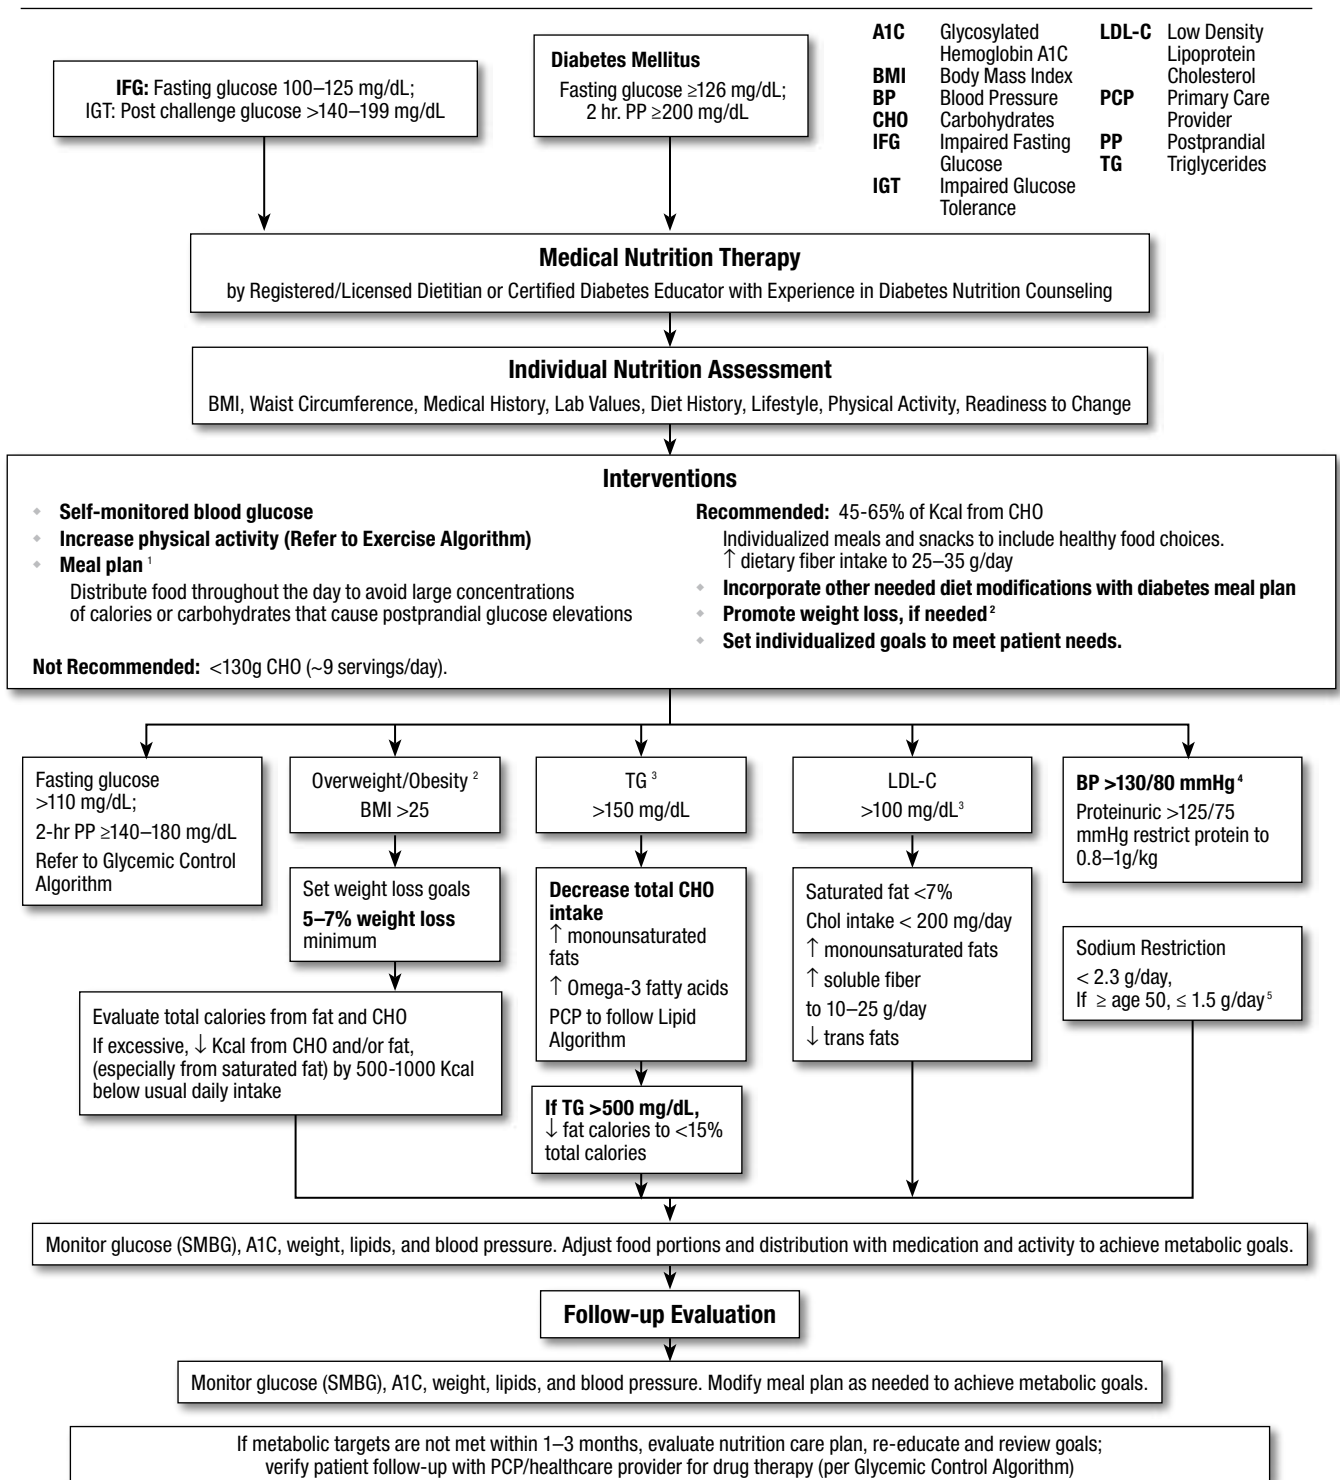 IFG: Fasting glucose 100–125 mg/dL;
IGT: Post challenge glucose >140–199 mg/dL
Diabetes Mellitus
Fasting glucose ≥126 mg/dL;
2 hr. PP ≥200 mg/dL
A1C Glycosylated
Hemoglobin A1C
BMI Body Mass Index
BP Blood Pressure
CHO Carbohydrates
IFG Impaired Fasting
Glucose
IGT Impaired Glucose
Tolerance
LDL-C Low Density
Lipoprotein
Cholesterol
PCP Primary Care
Provider
PP Postprandial
TG Triglycerides
Medical Nutrition Therapy
by Registered/Licensed Dietitian or Certified Diabetes Educator with Experience in Diabetes Nutrition Counseling
Individual Nutrition Assessment
BMI, Waist Circumference, Medical History, Lab Values, Diet History, Lifestyle, Physical Activity, Readiness to Change
Interventions
Self-monitored blood glucose
Increase physical activity (Refer to Exercise Algorithm)
Meal plan 1
Distribute food throughout the day to avoid large concentrations
of calories or carbohydrates that cause postprandial glucose elevations
Not Recommended: <130g CHO (~9 servings/day).
Recommended: 45-65% of Kcal from CHO
Individualized meals and snacks to include healthy food choices.
↑ dietary fiber intake to 25–35 g/day
Incorporate other needed diet modifications with diabetes meal plan
Promote weight loss, if needed 2
Set individualized goals to meet patient needs.
Fasting glucose
>110 mg/dL;
2-hr PP ≥140–180 mg/dL
Refer to Glycemic Control
Algorithm
Overweight/Obesity 2
BMI >25
Set weight loss goals
5–7% weight loss
minimum
Evaluate total calories from fat and CHO
If excessive, ↓ Kcal from CHO and/or fat,
(especially from saturated fat) by 500-1000 Kcal
below usual daily intake
TG 3
>150 mg/dL
Decrease total CHO
intake
↑ monounsaturated
fats
↑ Omega-3 fatty acids
PCP to follow Lipid
Algorithm
If TG >500 mg/dL,
↓ fat calories to <15%
total calories
LDL-C
>100 mg/dL3
Saturated fat <7%
Chol intake < 200 mg/day
↑ monounsaturated fats
↑ soluble fiber
to 10–25 g/day
↓ trans fats
BP >130/80 mmHg 4
Proteinuric >125/75
mmHg restrict protein to
0.8–1g/kg
Sodium Restriction
< 2.3 g/day,
If ≥ age 50, ≤ 1.5 g/day 5
Monitor glucose (SMBG), A1C, weight, lipids, and blood pressure. Adjust food portions and distribution with medication and activity to achieve metabolic goals.
Follow-up Evaluation
Monitor glucose (SMBG), A1C, weight, lipids, and blood pressure. Modify meal plan as needed to achieve metabolic goals.
If metabolic targets are not met within 1–3 months, evaluate nutrition care plan, re-educate and review goals;
verify patient follow-up with PCP/healthcare provider for drug therapy (per Glycemic Control Algorithm)